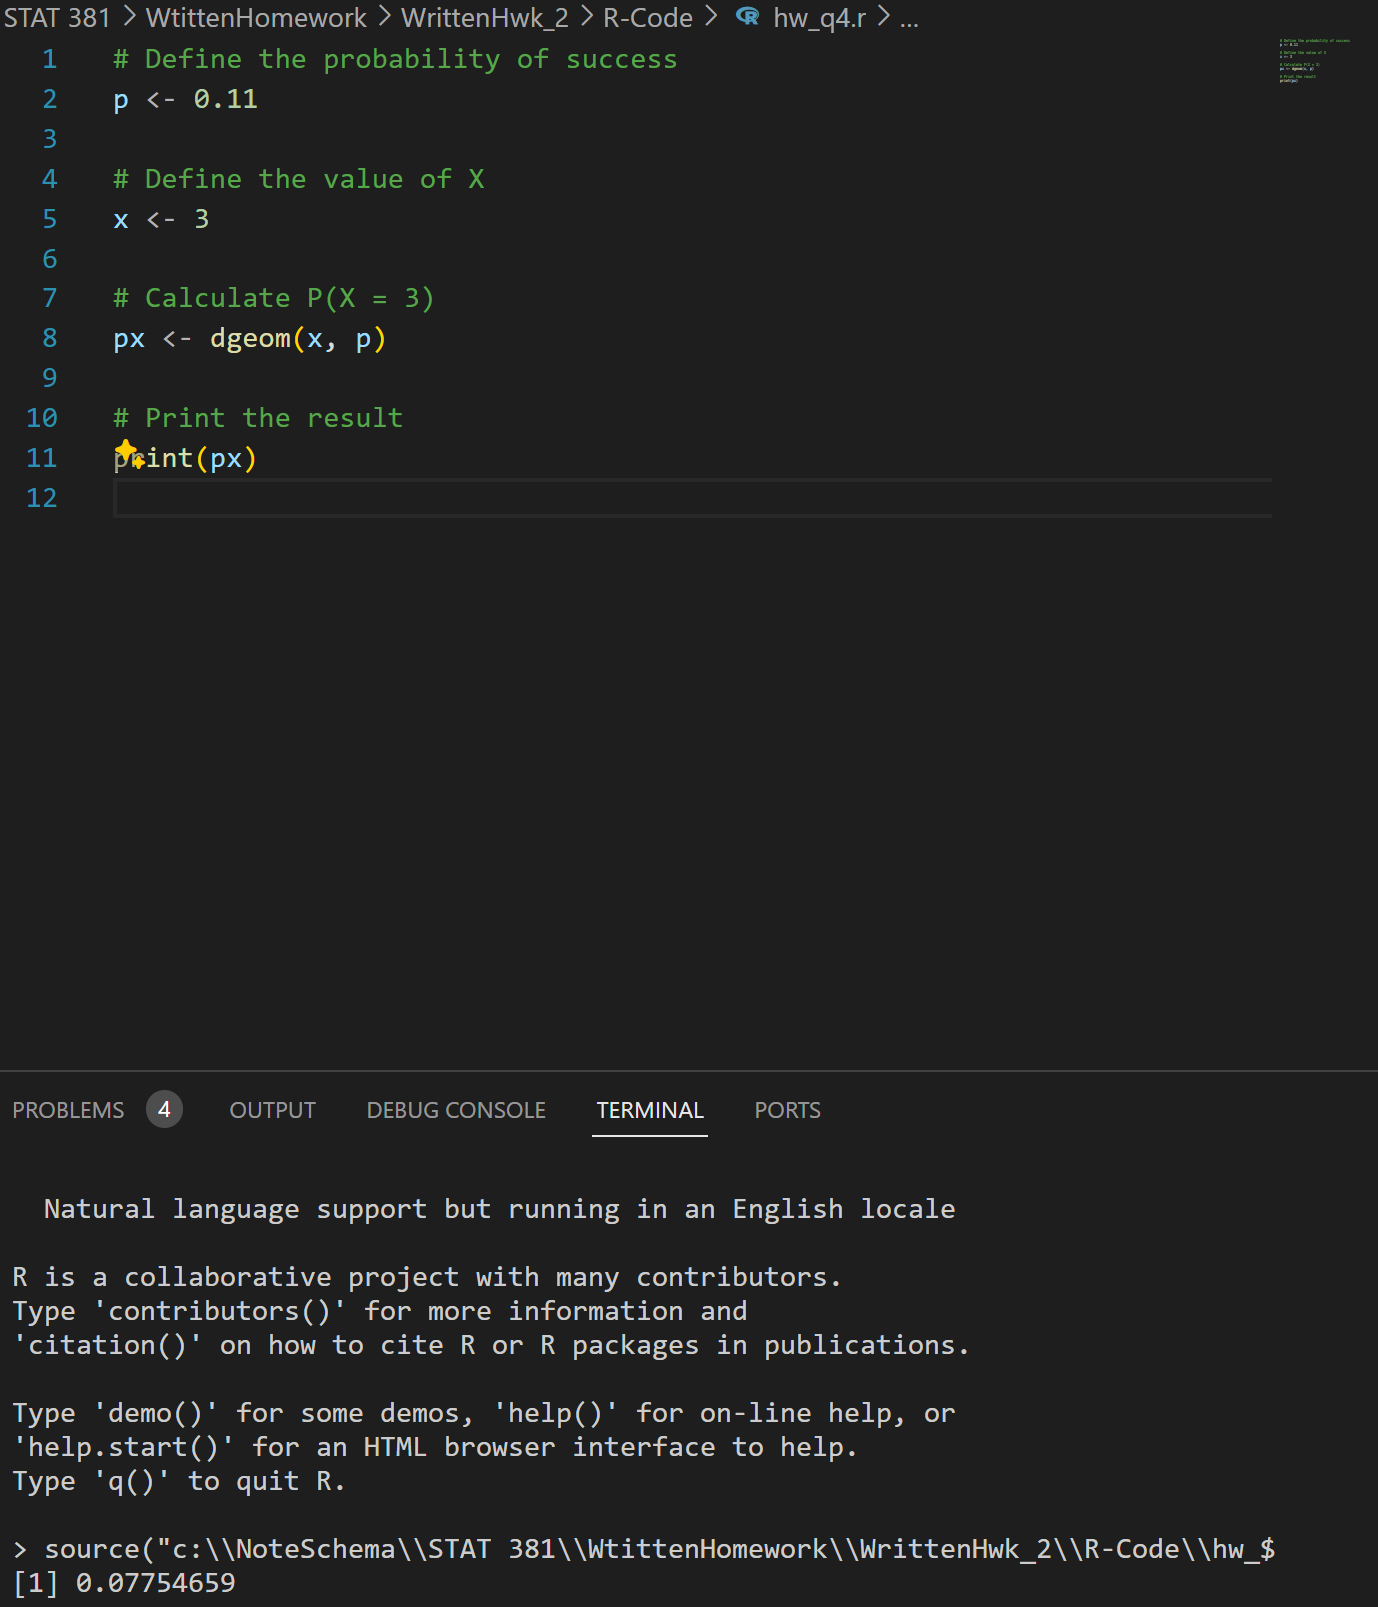 STAT 381 > WtittenHomework > WrittenHwk_2 > R-Code > hw_q4.r > ...
1 # Define the probability of success
2 p <- 0.11
3
4 # Define the value of X
5 x <- 3
6
7 # Calculate P(X = 3)
8 px <- dgeom(x, p)
9
10 # Print the result
11 print(px)
12
PROBLEMS 4 OUTPUT DEBUG CONSOLE TERMINAL PORTS
Natural language support but running in an English locale
R is a collaborative project with many contributors.
Type 'contributors()' for more information and
'citation()' on how to cite R or R packages in publications.
Type 'demo()' for some demos, 'help()' for on-line help, or
'help.start()' for an HTML browser interface to help.
Type 'q()' to quit R.
> source("c:\\NoteSchema\\STAT 381\\WtittenHomework\\WrittenHwk_2\\R-Code\\hw_$
[1] 0.07754659